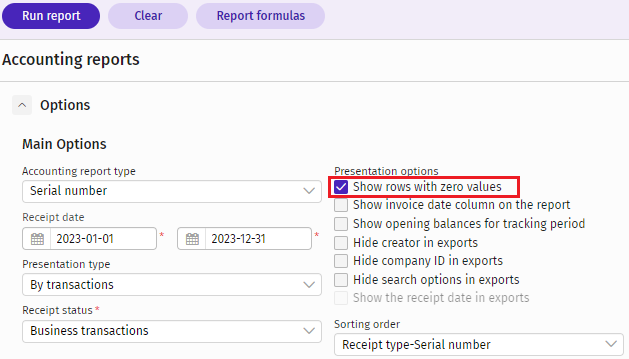 Run report
Clear
Report formulas
Accounting reports
Options
Main Options
Accounting report type
Serial number
Receipt date
2023-01-01 *
2023-12-31 *
Presentation type
By transactions
Receipt status *
Business transactions
Presentation options
Show rows with zero values
Show invoice date column on the report
Show opening balances for tracking period
Hide creator in exports
Hide company ID in exports
Hide search options in exports
Show the receipt date in exports
Sorting order
Receipt type-Serial number